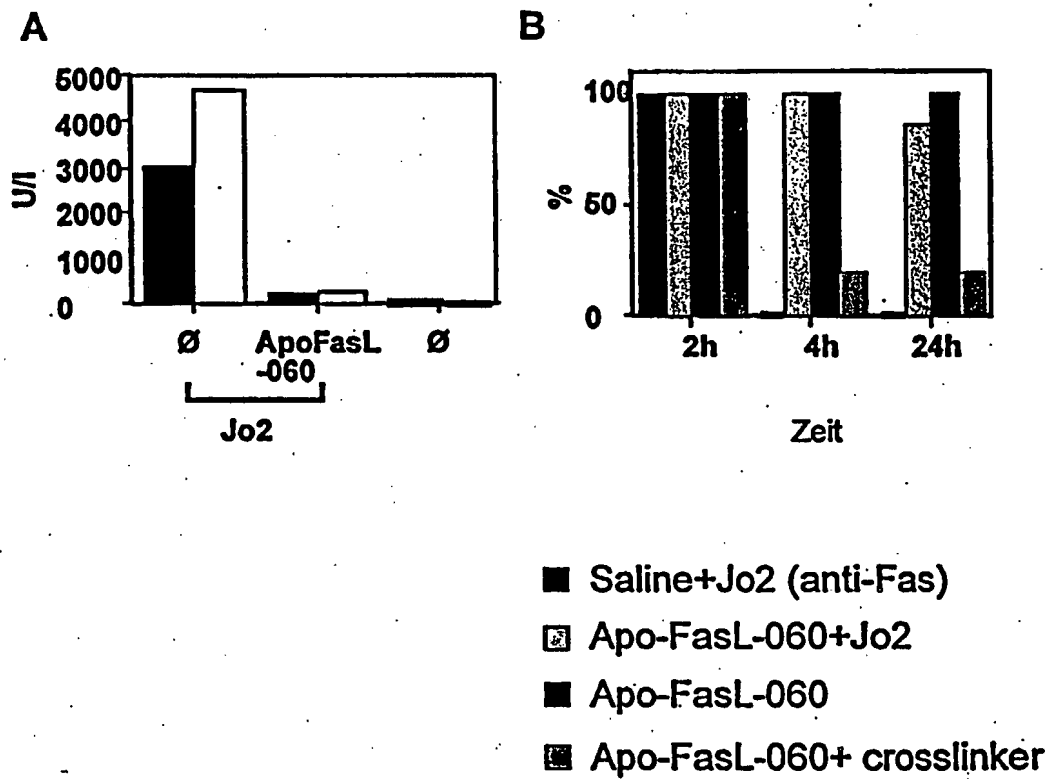 A
5000
4000
3000
2000
1000
0
U/l
Ø ApoFasL Ø
-060
Jo2
B
100
50
0
%
2h 4h 24h
Zeit
Saline+Jo2 (anti-Fas)
Apo-FasL-060+Jo2
Apo-FasL-060
Apo-FasL-060+ crosslinker